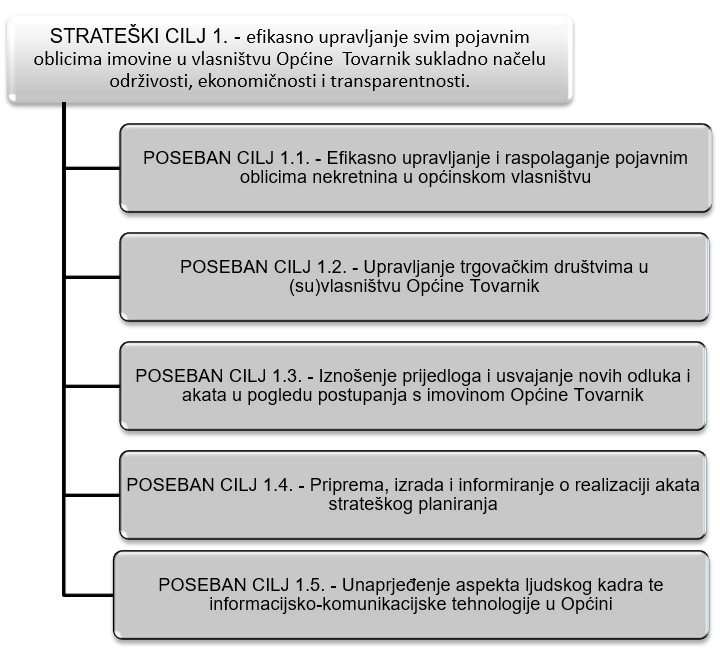 STRATEŠKI CILJ 1. - efikasno upravljanje svim pojavnim
oblicima imovine u vlasništvu Općine Tovarnik sukladno načelu
održivosti, ekonomičnosti i transparentnosti.
POSEBAN CILJ 1.1. - Efikasno upravljanje i raspolaganje pojavnim
oblicima nekretnina u općinskom vlasništvu
POSEBAN CILJ 1.2. - Upravljanje trgovačkim društvima u
(su)vlasništvu Općine Tovarnik
POSEBAN CILJ 1.3. - Iznošenje prijedloga i usvajanje novih odluka i
akata u pogledu postupanja s imovinom Općine Tovarnik
POSEBAN CILJ 1.4. - Priprema, izrada i informiranje o realizaciji akata
strateškog planiranja
POSEBAN CILJ 1.5. - Unaprjeđenje aspekta ljudskog kadra te
informacijsko-komunikacijske tehnologije u Općini